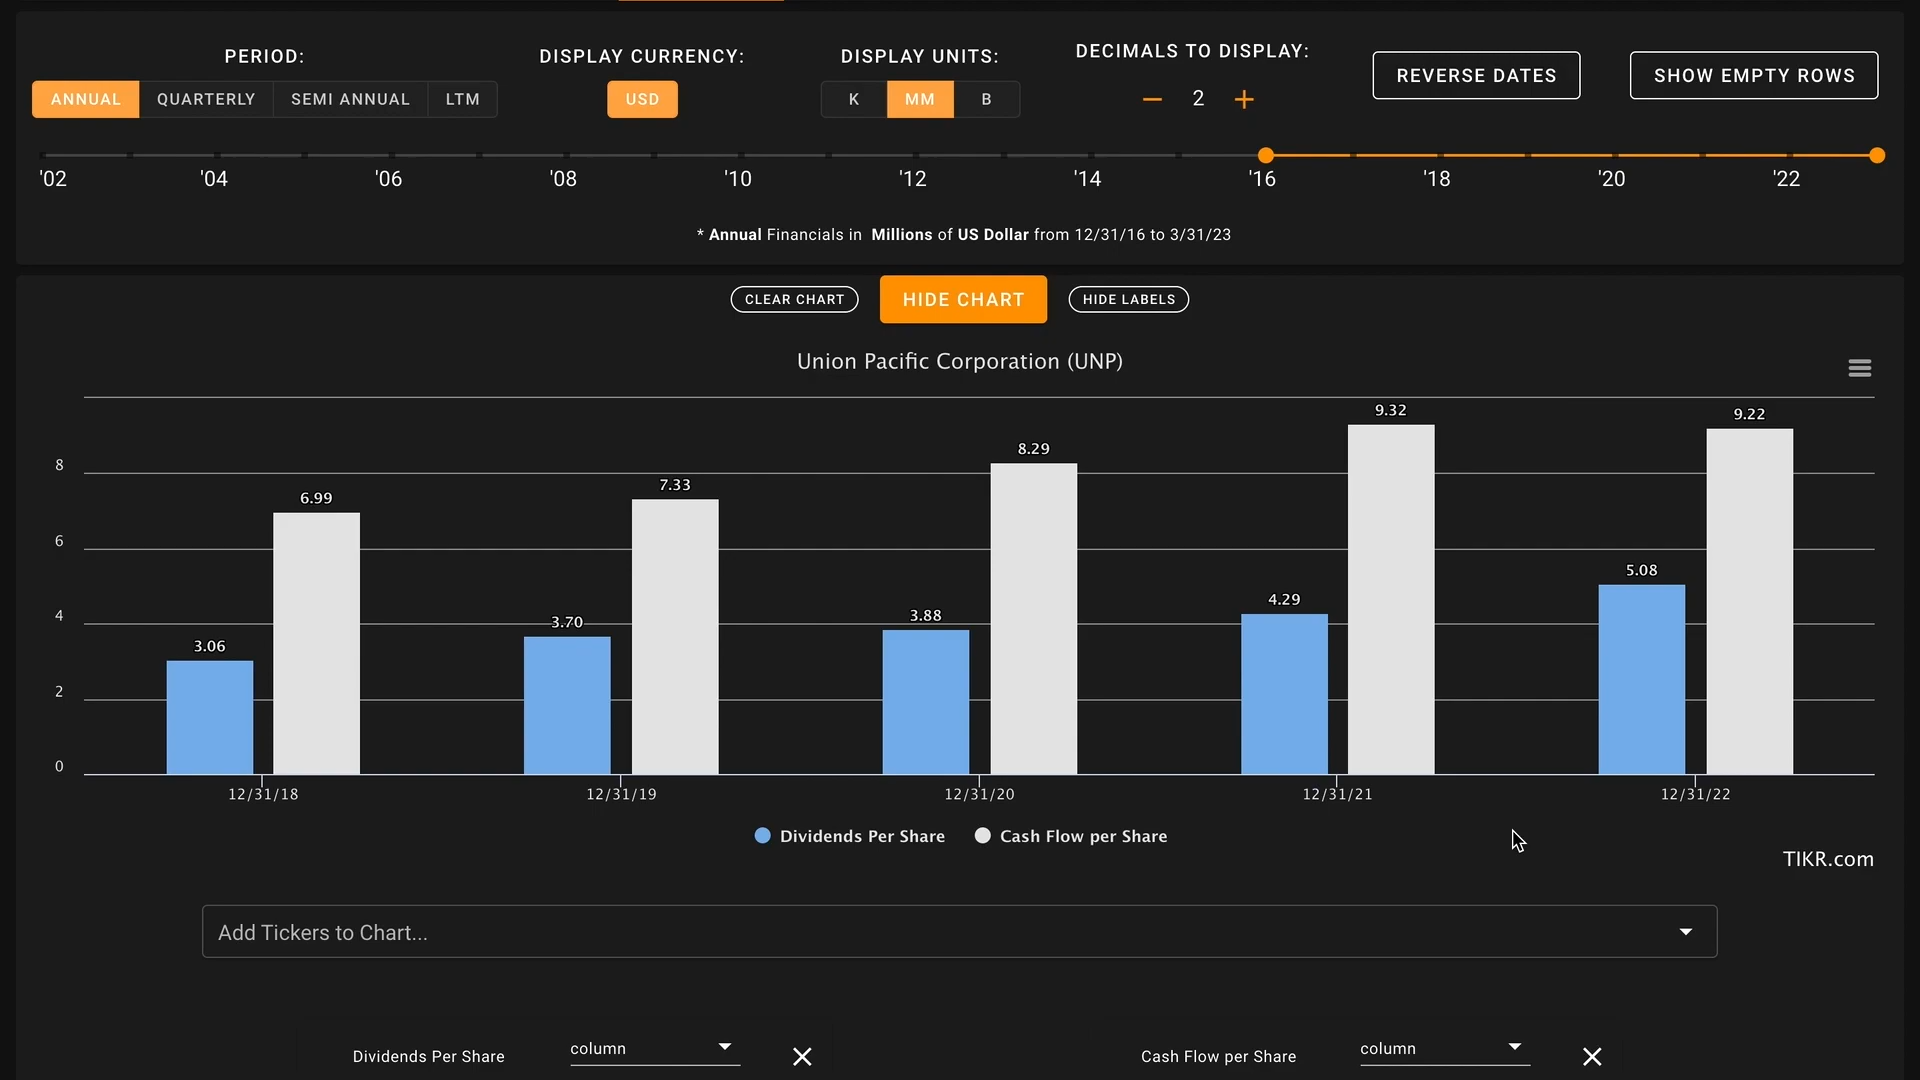 PERIOD:
DISPLAY CURRENCY:
DISPLAY UNITS:
DECIMALS TO DISPLAY:
REVERSE DATES
SHOW EMPTY ROWS
ANNUAL QUARTERLY SEMI ANNUAL LTM
USD
K MM B
2
'02 '04 '06 '08 '10 '12 '14 '16 '18 '20 '22
* Annual Financials in Millions of US Dollar from 12/31/16 to 3/31/23
CLEAR CHART HIDE CHART HIDE LABELS
Union Pacific Corporation (UNP)
8
6
4
2
0
3.06 6.99 3.70 7.33 3.88 8.29 4.29 9.32 5.08 9.22
12/31/18 12/31/19 12/31/20 12/31/21 12/31/22
Dividends Per Share Cash Flow per Share
TIKR.com
Add Tickers to Chart...
Dividends Per Share column
Cash Flow per Share column